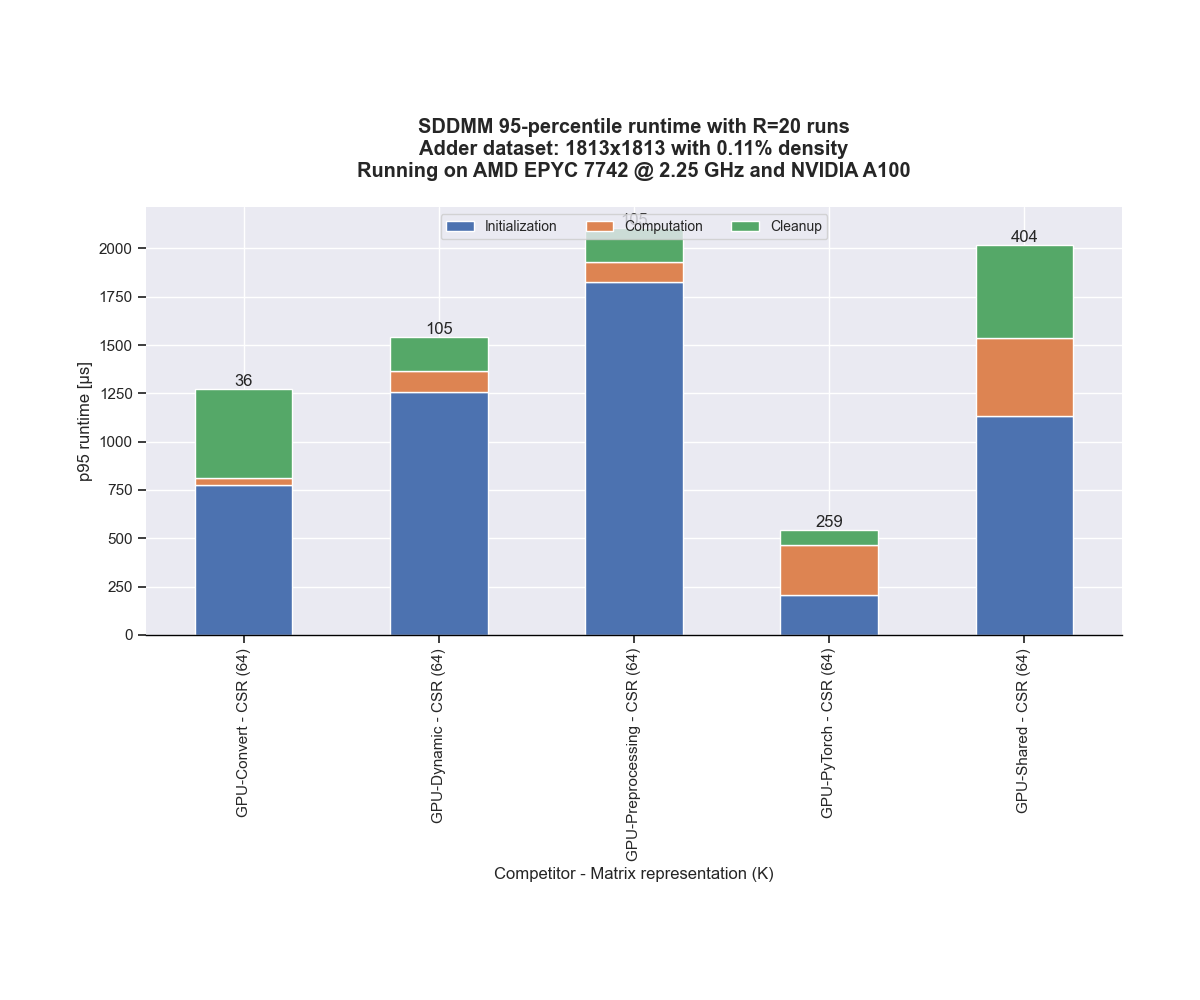 SDDMM 95-percentile runtime with R=20 runs
Adder dataset: 1813x1813 with 0.11% density
Running on AMD EPYC 7742 @ 2.25 GHz and NVIDIA A100
105
Initialization Computation Cleanup
404
105
36
259
p95 runtime [µs]
2000
1750
1500
1250
1000
750
500
250
0
GPU-Convert - CSR (64)
GPU-Dynamic - CSR (64)
GPU-Preprocessing - CSR (64)
GPU-PyTorch - CSR (64)
GPU-Shared - CSR (64)
Competitor - Matrix representation (K)